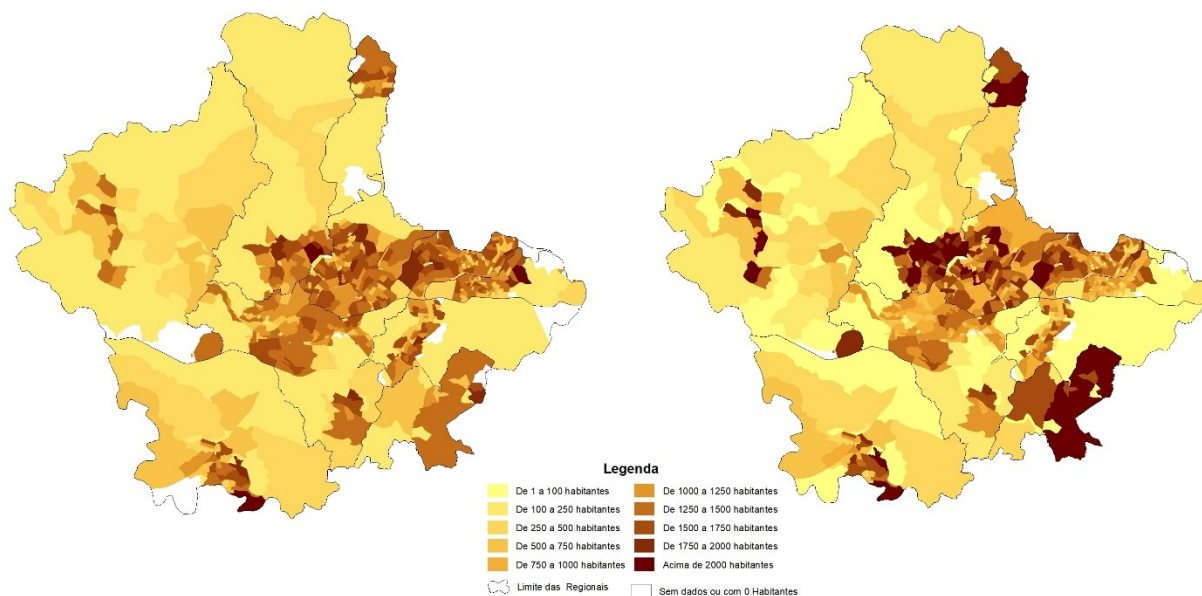 Legenda
De 1 a 100 habitantes
De 100 a 250 habitantes
De 250 a 500 habitantes
De 500 a 750 habitantes
De 750 a 1000 habitantes
Limite das Regionais
De 1000 a 1250 habitantes
De 1250 a 1500 habitantes
De 1500 a 1750 habitantes
De 1750 a 2000 habitantes
Acima de 2000 habitantes
Sem dados ou com 0 Habitantes